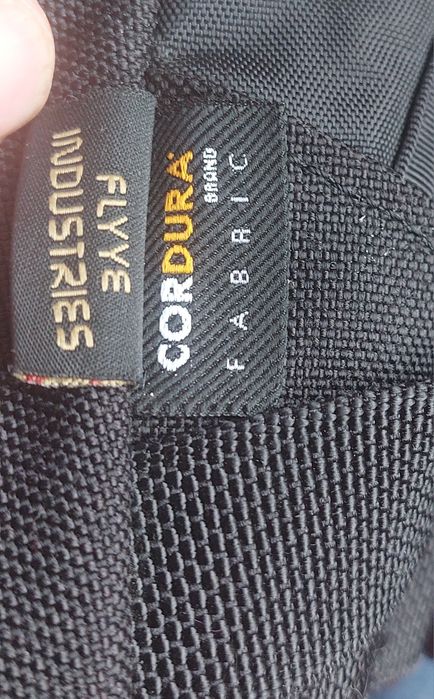 FLYYE
INDUSTRIES
CORDURA
BRAND
FABRIC